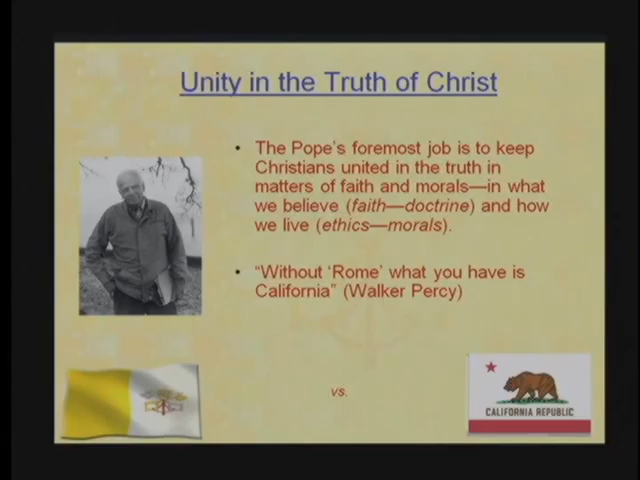 Unity in the Truth of Christ
• The Pope's foremost job is to keep
Christians united in the truth in
matters of faith and morals—in what
we believe (faith—doctrine) and how
we live (ethics—morals).
• "Without 'Rome' what you have is
California" (Walker Percy)
vs.
CALIFORNIA REPUBLIC